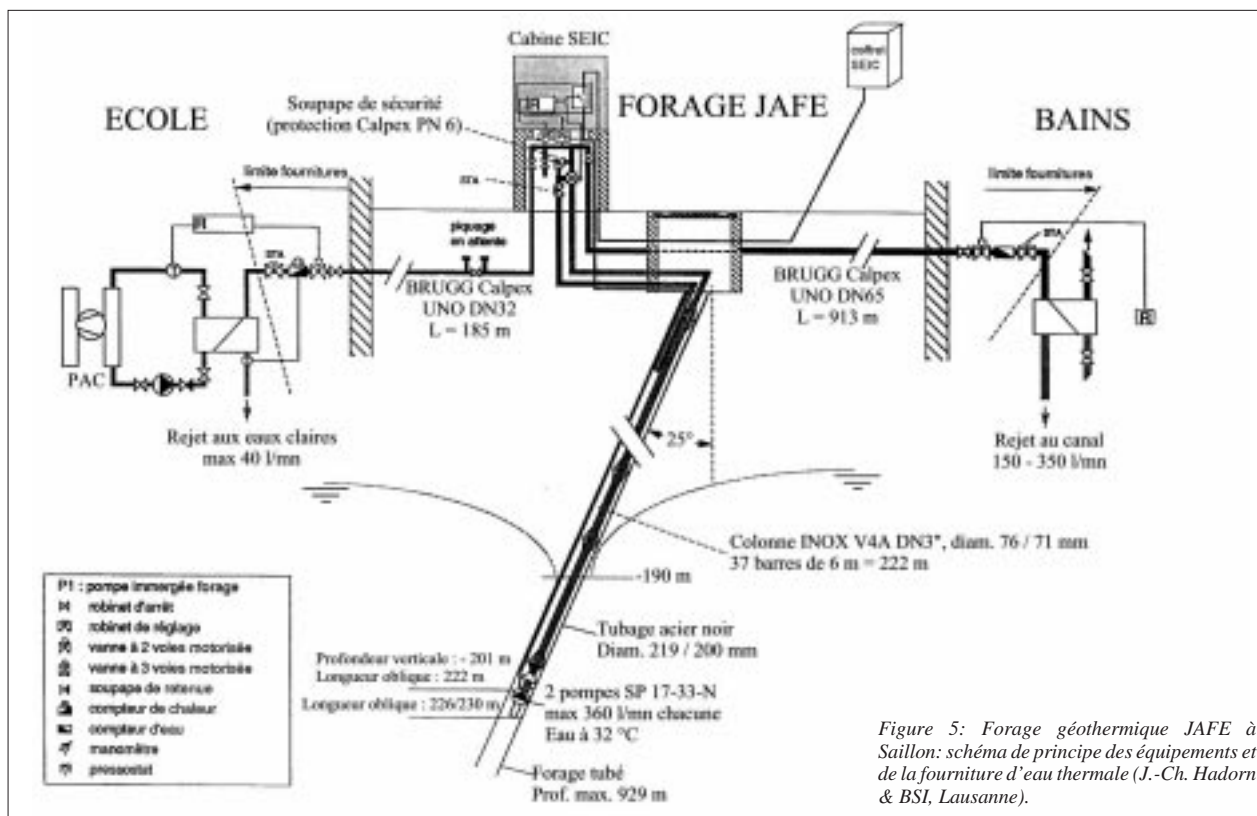 Cabine SEIC
coffret
SEIC
ECOLE
Soupape de sécurité
(protection Calpex PN 6)
FORAGE JAFE
BAINS
limite fournitures
limite fournitures
STA
STA
STA
piquage
en attente
BRUGG Calpex
UNO DN32
L = 185 m
BRUGG Calpex
UNO DN65
L = 913 m
R
R
R
PAC
Rejet aux eaux claires
max 40 l/mn
25°
Rejet au canal
150 - 350 l/mn
Colonne INOX V4A DN3", diam. 76 / 71 mm
37 barres de 6 m = 222 m
-190 m
P1 : pompe immergée forage
robinet d'arrêt
robinet de réglage
vanne à 2 voies motorisée
vanne à 3 voies motorisée
soupape de retenue
compteur de chaleur
compteur d'eau
manomètre
pressostat
Tubage acier noir
Diam. 219 / 200 mm
Profondeur verticale : - 201 m
Longueur oblique : 222 m
Longueur oblique : 226/230 m
2 pompes SP 17-33-N
max 360 l/mn chacune
Eau à 32 °C
Forage tubé
Prof. max. 929 m
Figure 5: Forage géothermique JAFE à
Saillon: schéma de principe des équipements et
de la fourniture d'eau thermale (J.-Ch. Hadorn
& BSI, Lausanne).